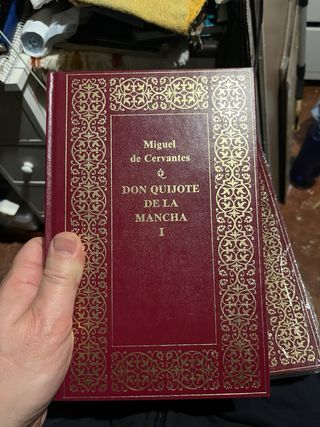 Miguel
de Cervantes
DON QUIJOTE
DE LA
MANCHA
I